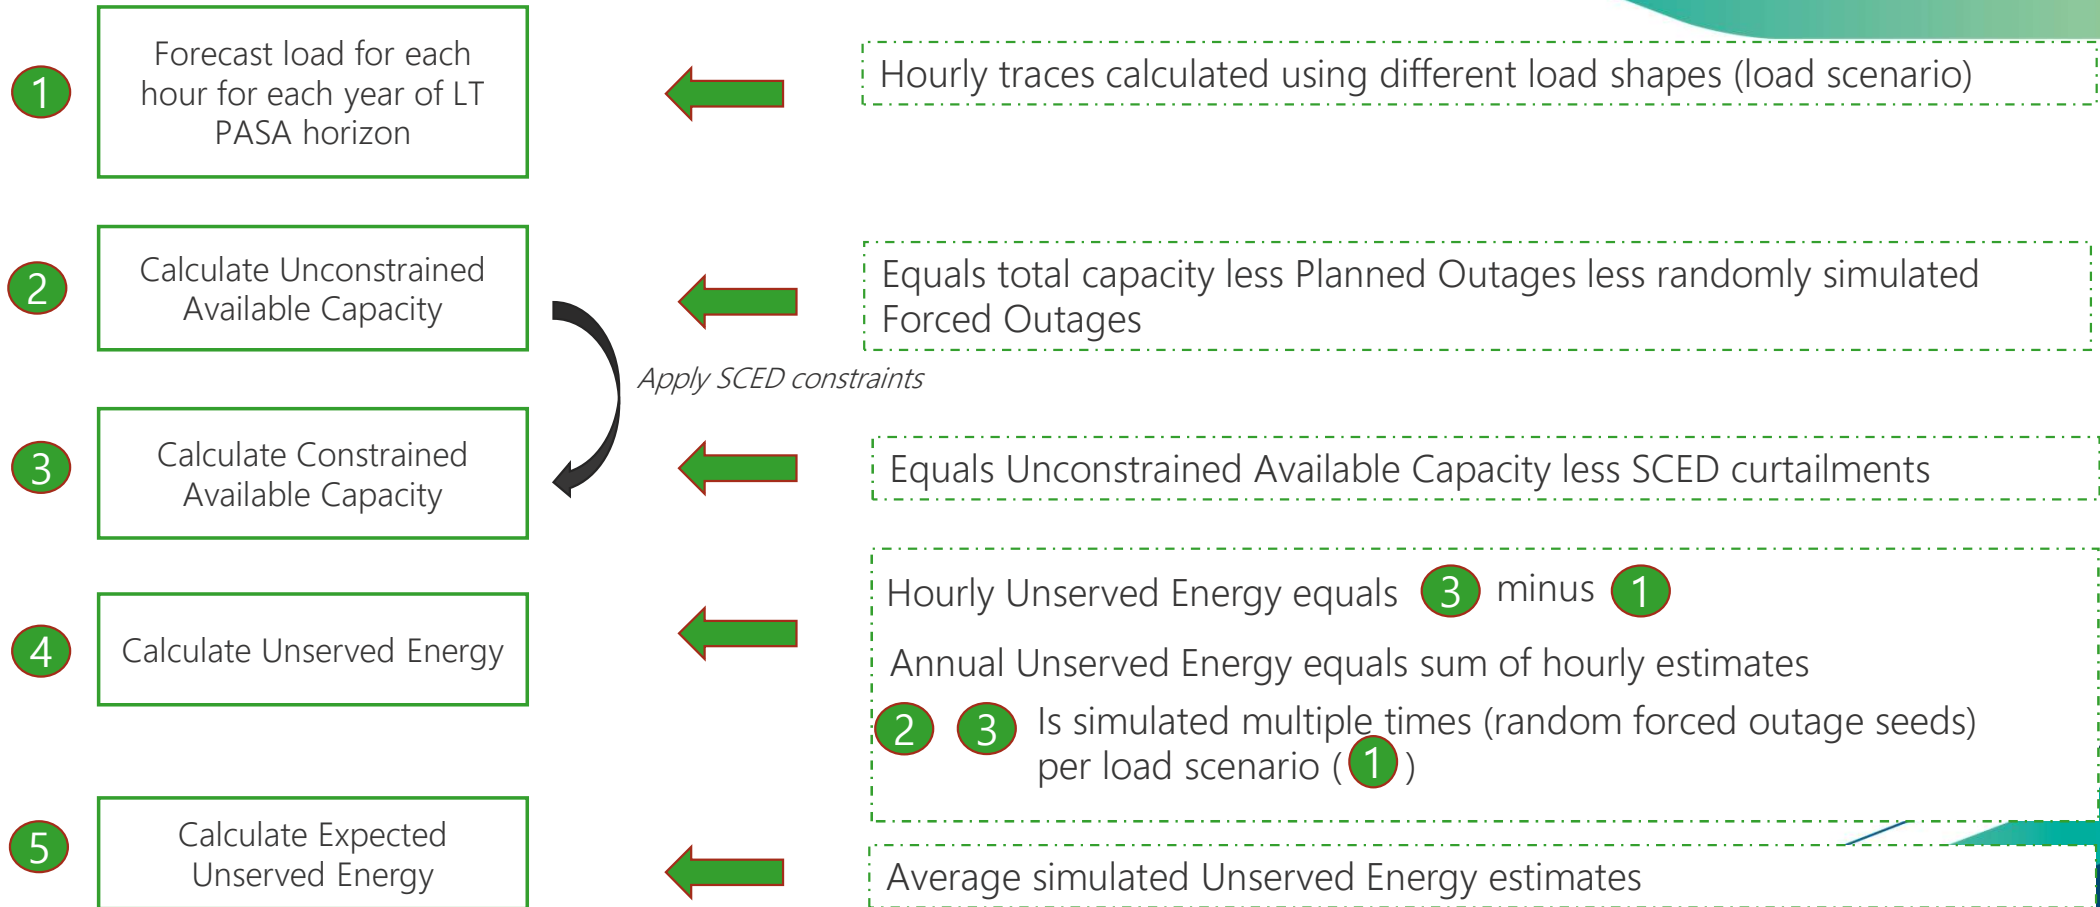 1
Forecast load for each
hour for each year of LT
PASA horizon
Hourly traces calculated using different load shapes (load scenario)
2
Calculate Unconstrained
Available Capacity
Equals total capacity less Planned Outages less randomly simulated
Forced Outages
Apply SCED constraints
3
Calculate Constrained
Available Capacity
Equals Unconstrained Available Capacity less SCED curtailments
4
Calculate Unserved Energy
Hourly Unserved Energy equals 3 minus 1
Annual Unserved Energy equals sum of hourly estimates
2 3 Is simulated multiple times (random forced outage seeds)
per load scenario (1)
5
Calculate Expected
Unserved Energy
Average simulated Unserved Energy estimates